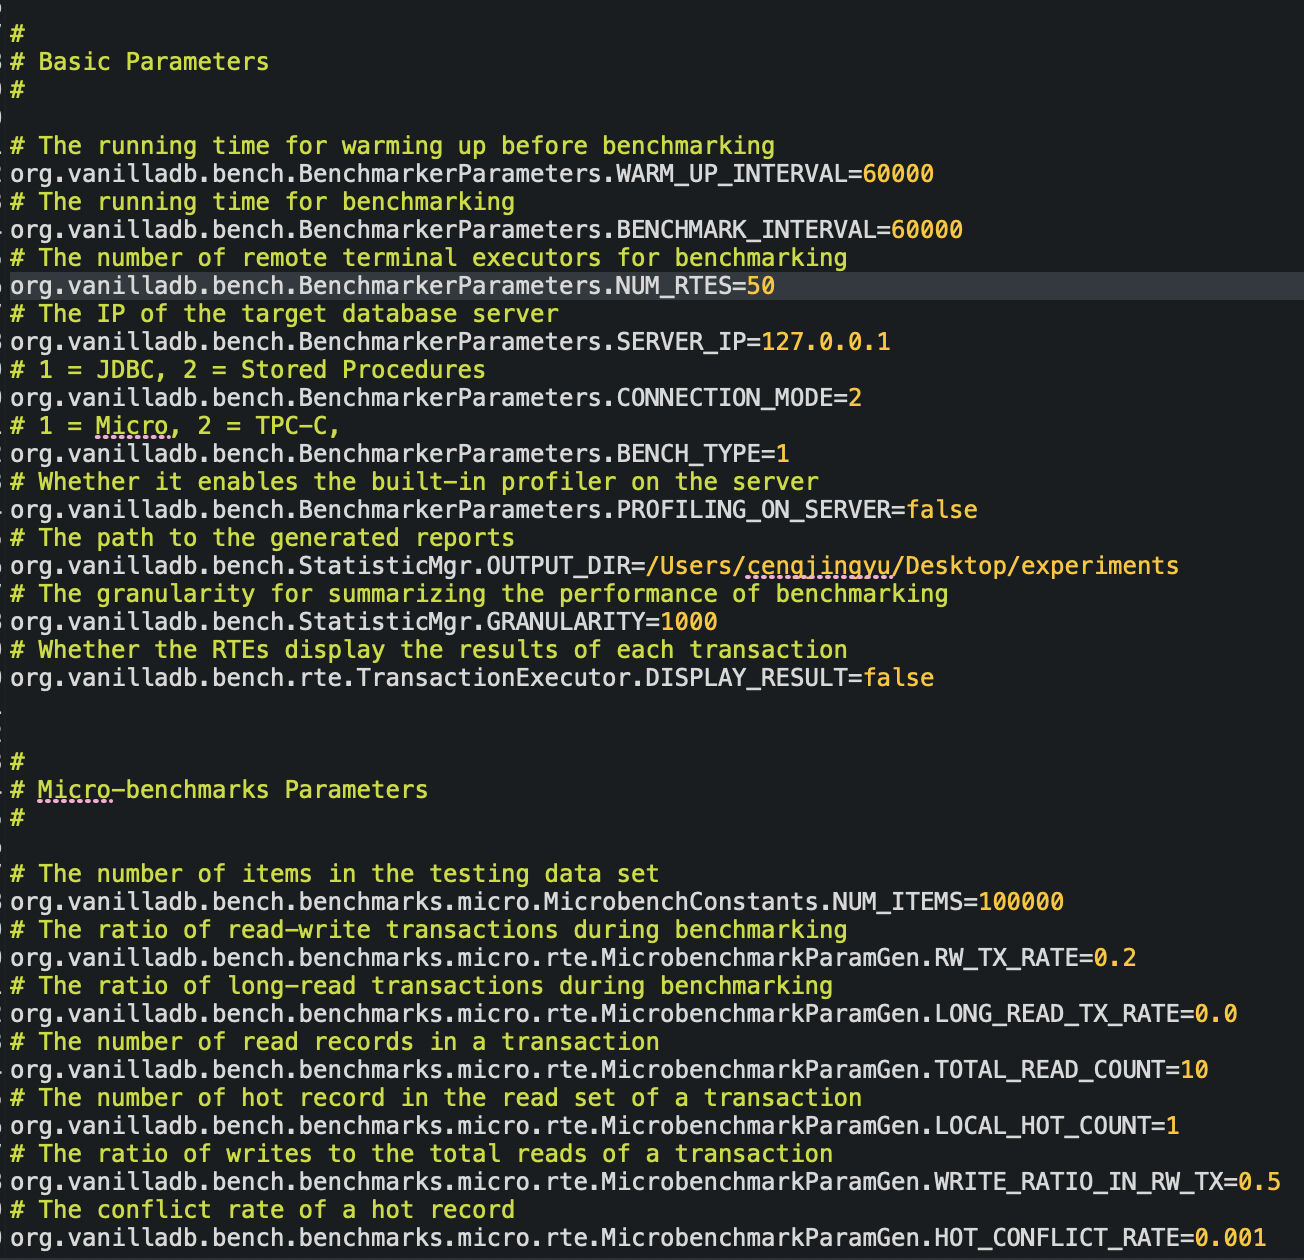 #
# Basic Parameters
#
# The running time for warming up before benchmarking
org.vanilladb.bench.BenchmarkerParameters.WARM_UP_INTERVAL=60000
# The running time for benchmarking
org.vanilladb.bench.BenchmarkerParameters.BENCHMARK_INTERVAL=60000
# The number of remote terminal executors for benchmarking
org.vanilladb.bench.BenchmarkerParameters.NUM_RTES=50
# The IP of the target database server
org.vanilladb.bench.BenchmarkerParameters.SERVER_IP=127.0.0.1
# 1 = JDBC, 2 = Stored Procedures
org.vanilladb.bench.BenchmarkerParameters.CONNECTION_MODE=2
# 1 = Micro, 2 = TPC-C,
org.vanilladb.bench.BenchmarkerParameters.BENCH_TYPE=1
# Whether it enables the built-in profiler on the server
org.vanilladb.bench.BenchmarkerParameters.PROFILING_ON_SERVER=false
# The path to the generated reports
org.vanilladb.bench.StatisticMgr.OUTPUT_DIR=/Users/cengjingyu/Desktop/experiments
# The granularity for summarizing the performance of benchmarking
org.vanilladb.bench.StatisticMgr.GRANULARITY=1000
# Whether the RTEs display the results of each transaction
org.vanilladb.bench.rte.TransactionExecutor.DISPLAY_RESULT=false
#
# Micro-benchmarks Parameters
#
# The number of items in the testing data set
org.vanilladb.bench.benchmarks.micro.MicrobenchConstants.NUM_ITEMS=100000
# The ratio of read-write transactions during benchmarking
org.vanilladb.bench.benchmarks.micro.rte.MicrobenchmarkParamGen.RW_TX_RATE=0.2
# The ratio of long-read transactions during benchmarking
org.vanilladb.bench.benchmarks.micro.rte.MicrobenchmarkParamGen.LONG_READ_TX_RATE=0.0
# The number of read records in a transaction
org.vanilladb.bench.benchmarks.micro.rte.MicrobenchmarkParamGen.TOTAL_READ_COUNT=10
# The number of hot record in the read set of a transaction
org.vanilladb.bench.benchmarks.micro.rte.MicrobenchmarkParamGen.LOCAL_HOT_COUNT=1
# The ratio of writes to the total reads of a transaction
org.vanilladb.bench.benchmarks.micro.rte.MicrobenchmarkParamGen.WRITE_RATIO_IN_RW_TX=0.5
# The conflict rate of a hot record
org.vanilladb.bench.benchmarks.micro.rte.MicrobenchmarkParamGen.HOT_CONFLICT_RATE=0.001